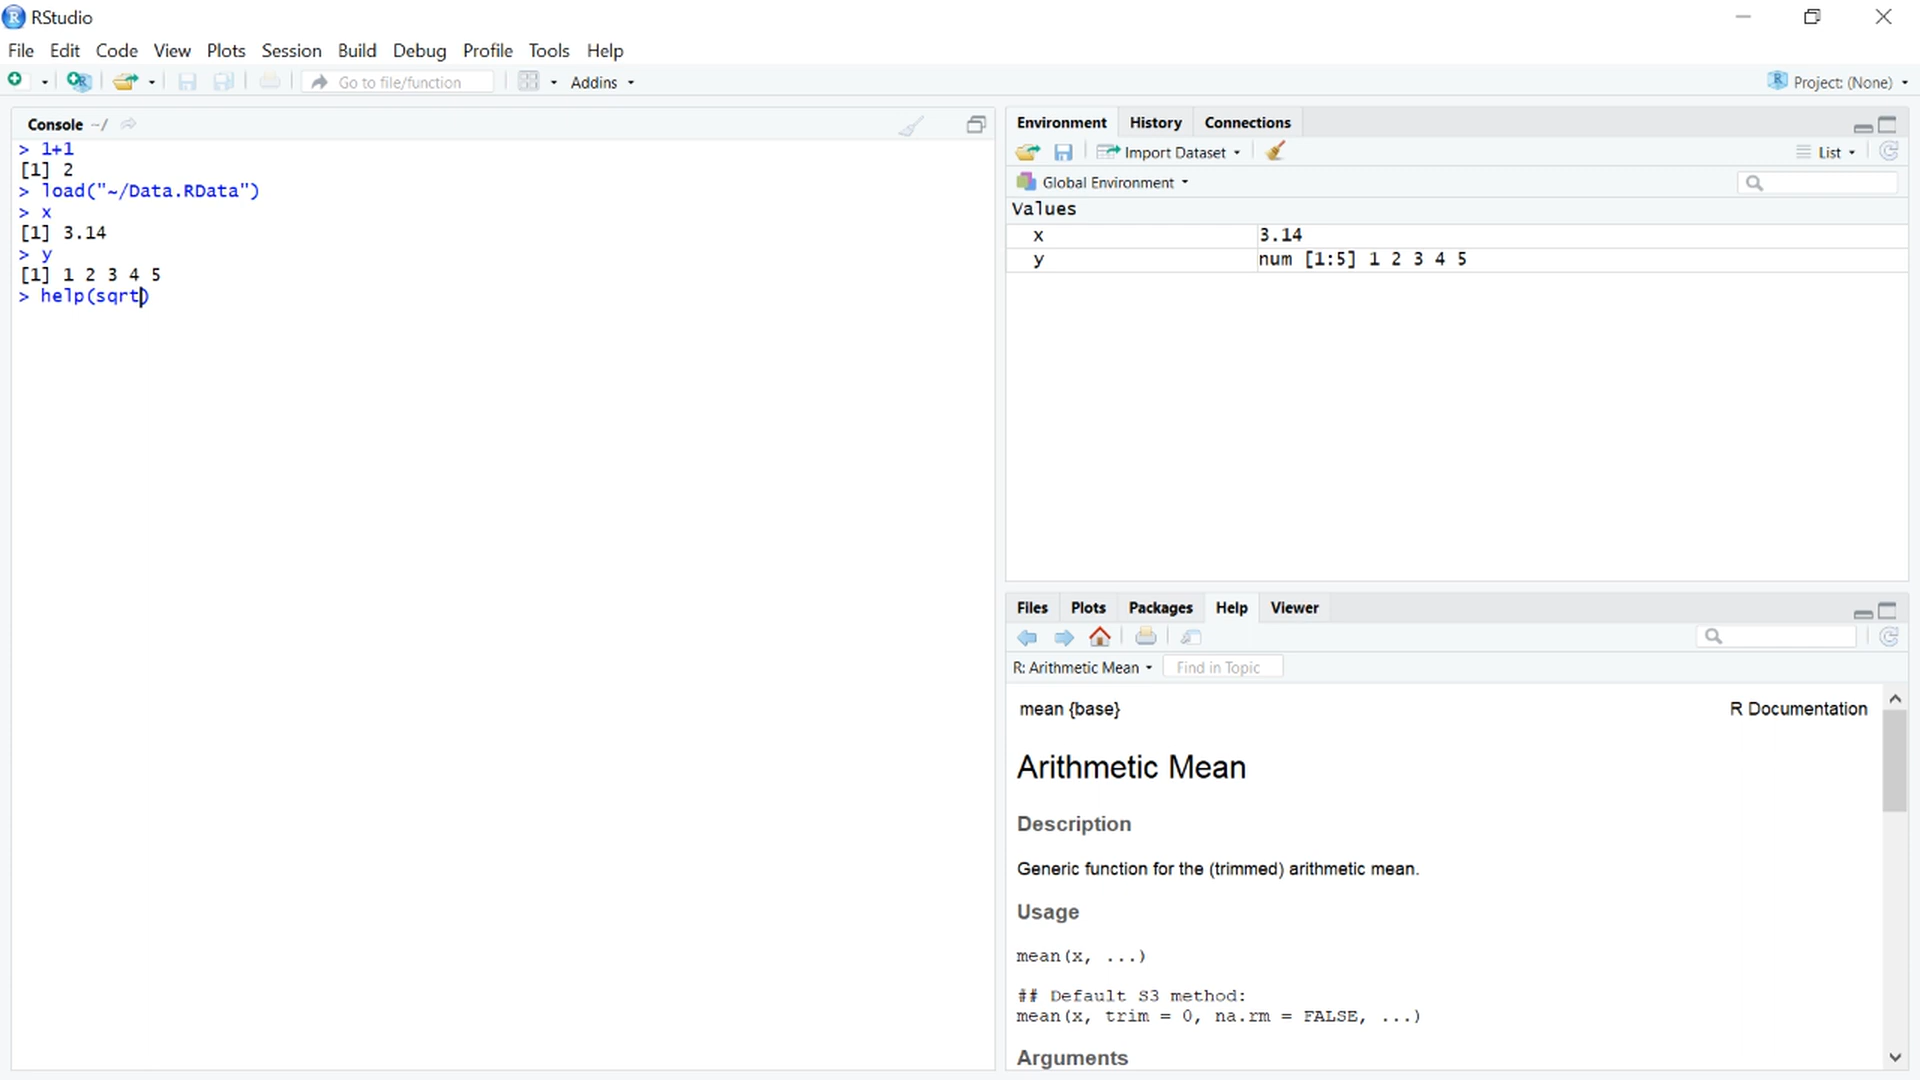 RStudio
File Edit Code View Plots Session Build Debug Profile Tools Help
Go to file/function Addins Project: (None)
Console ~/
> 1+1
[1] 2
> load("~/Data.RData")
> x
[1] 3.14
> y
[1] 1 2 3 4 5
> help(sqrt)
Environment History Connections
Import Dataset List
Global Environment
Values
x 3.14
y num [1:5] 1 2 3 4 5
Files Plots Packages Help Viewer
R: Arithmetic Mean Find in Topic
mean {base} R Documentation
Arithmetic Mean
Description
Generic function for the (trimmed) arithmetic mean.
Usage
mean(x, ...)
## Default S3 method:
mean(x, trim = 0, na.rm = FALSE, ...)
Arguments